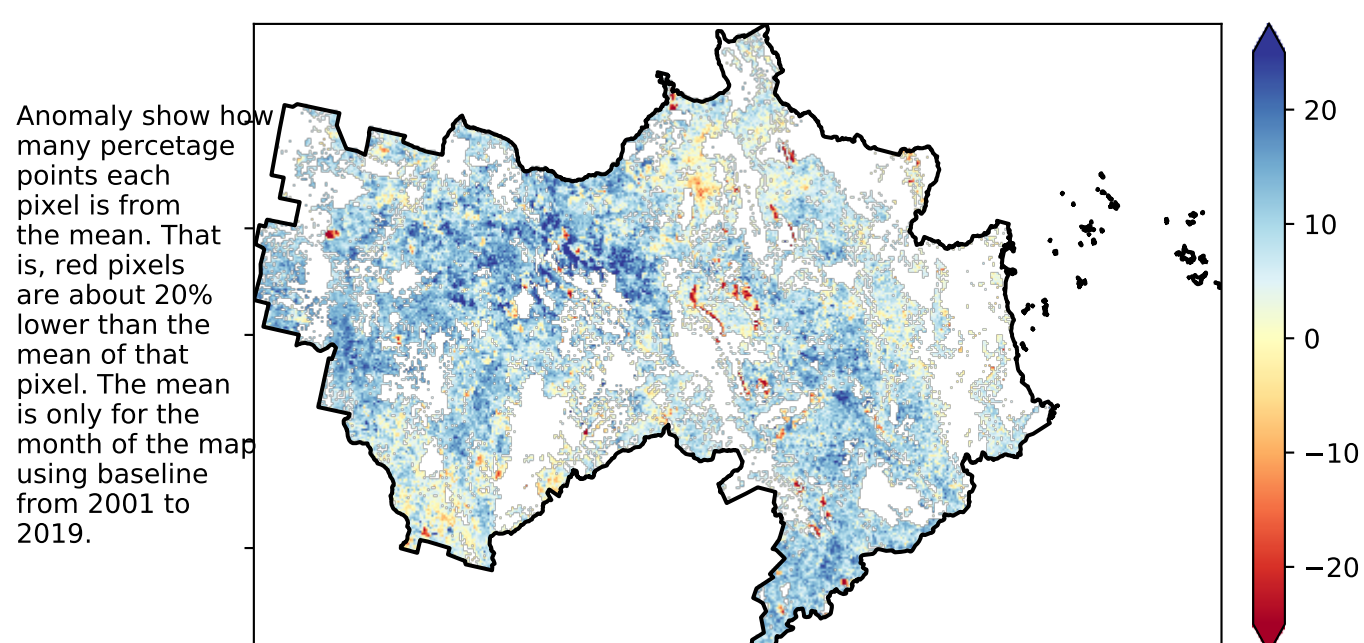 Anomaly show how
many percetage
points each
pixel is from
the mean. That
is, red pixels
are about 20%
lower than the
mean of that
pixel. The mean
is only for the
month of the map
using baseline
from 2001 to
2019.
20
10
0
−10
−20